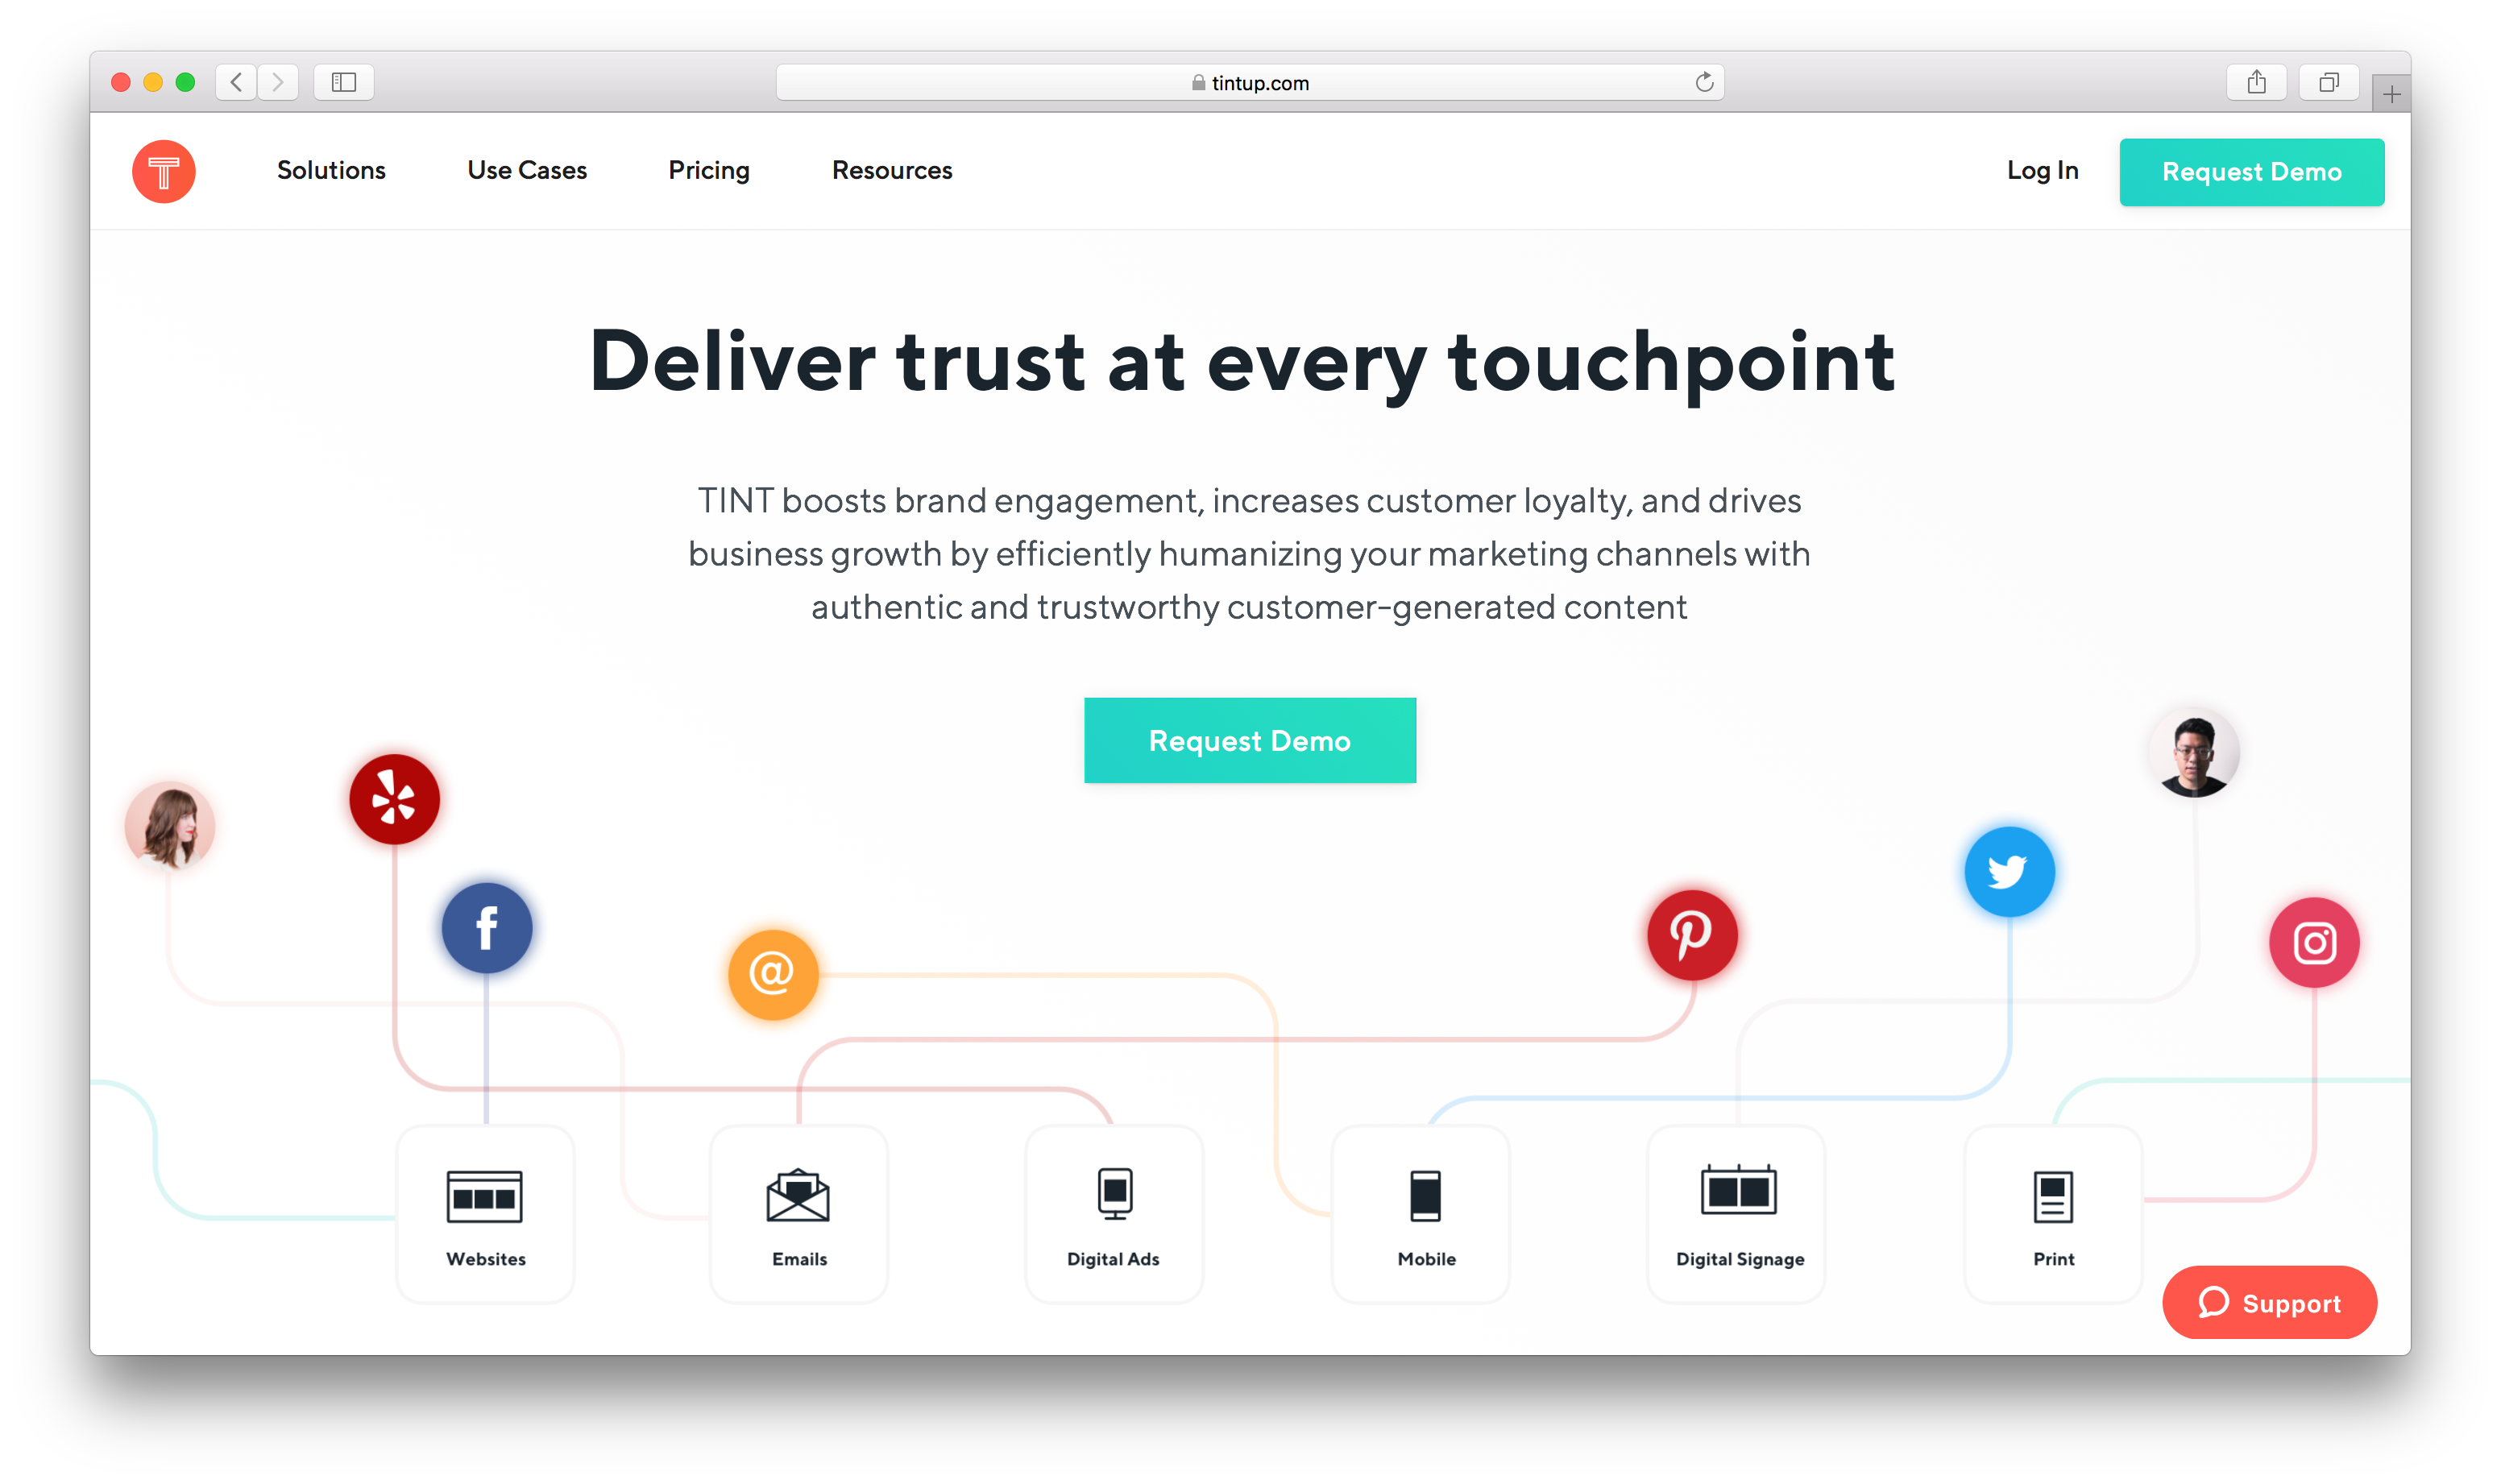 tintup.com
T
Solutions
Use Cases
Pricing
Resources
Log In
Request Demo
Deliver trust at every touchpoint
TINT boosts brand engagement, increases customer loyalty, and drives
business growth by efficiently humanizing your marketing channels with
authentic and trustworthy customer-generated content
Request Demo
f
@
Websites
Emails
Digital Ads
Mobile
Digital Signage
Print
Support